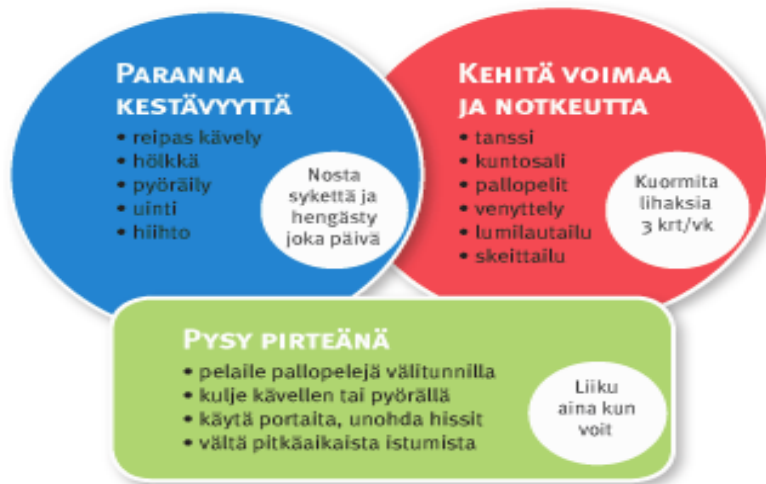 PARANNA
KESTÄVYYTTÄ
• reipas kävely
• hölkkä
• pyöräily
• uinti
• hiihto
Nosta
sykettä ja
hengästy
joka päivä
KEHITÄ VOIMAA
JA NOTKEUTTA
• tanssi
• kuntosali
• pallopelit
• venyttely
• lumilautailu
• skeittailu
Kuormita
lihaksia
3 krt/vk
PYSY PIRTEÄNÄ
• pelaile pallopelejä välitunnilla
• kulje kävellen tai pyörällä
• käytä portaita, unohda hissit
• vältä pitkäaikaista istumista
Liiku
aina kun
voit